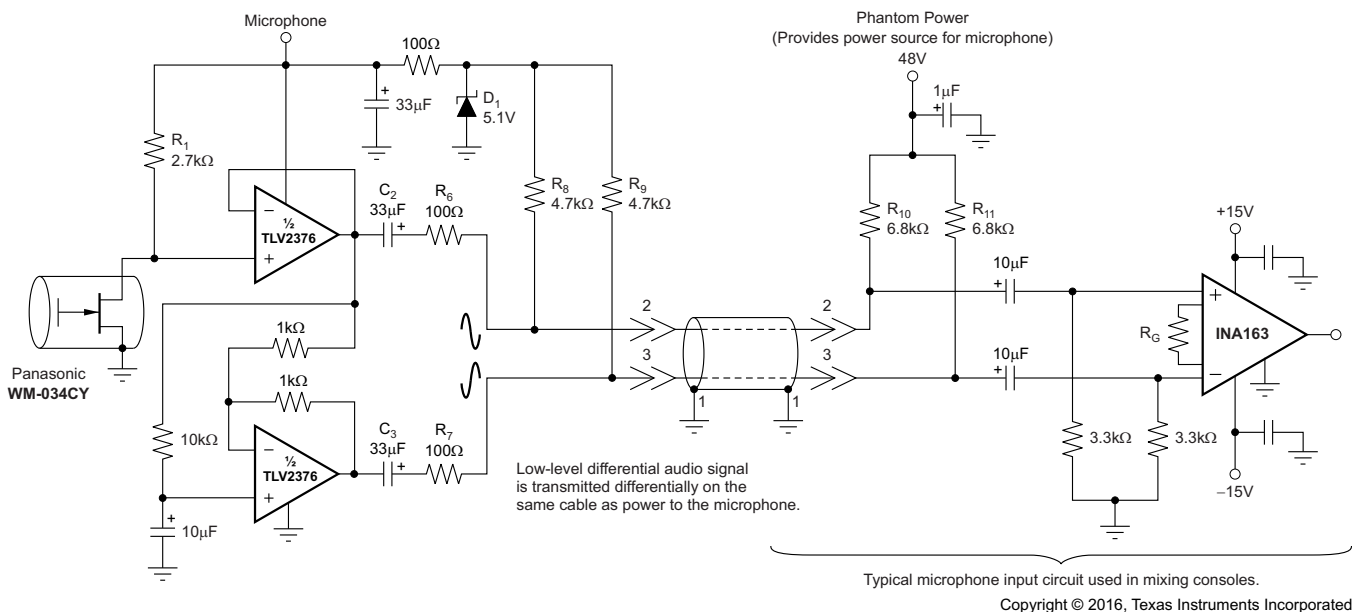 Microphone
100Ω
+
33μF
D1
5.1V
R1
2.7kΩ
−
½
TLV2376
+
C2
33μF
+
R6
100Ω
R8
4.7kΩ
R9
4.7kΩ
Panasonic
WM-034CY
1kΩ
1kΩ
10kΩ
−
½
TLV2376
+
C3
33μF
+
R7
100Ω
+
10μF
2
3
1
2
3
1
Low-level differential audio signal
is transmitted differentially on the
same cable as power to the microphone.
Phantom Power
(Provides power source for microphone)
48V
1μF
+
R10
6.8kΩ
R11
6.8kΩ
10μF
+
10μF
+
+15V
+
RG
INA163
−
3.3kΩ
3.3kΩ
−15V
Typical microphone input circuit used in mixing consoles.
Copyright © 2016, Texas Instruments Incorporated